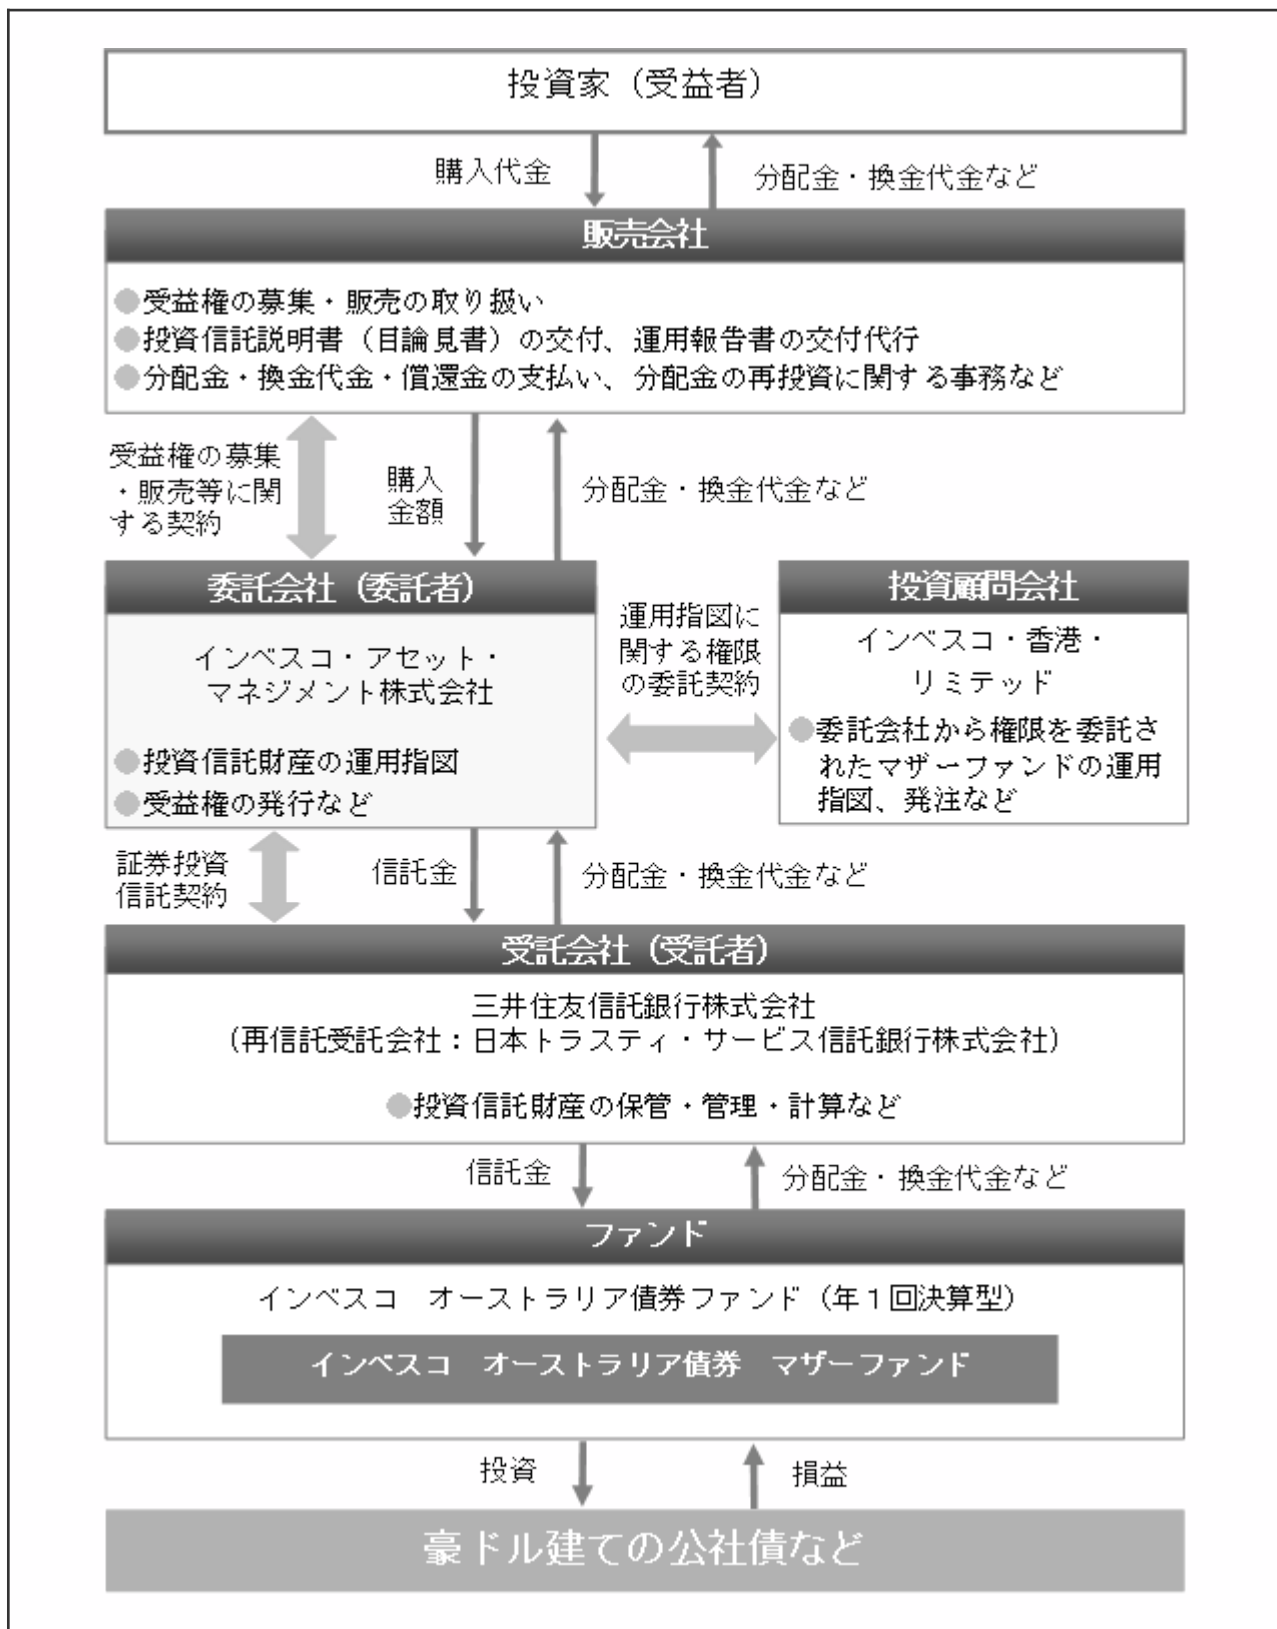 投資家（受益者）
購入代金
分配金・換金代金など
販売会社
●受益権の募集・販売の取り扱い
●投資信託説明書（目論見書）の交付、運用報告書の交付代行
●分配金・換金代金・償還金の支払い、分配金の再投資に関する事務など
受益権の募集
・販売等に関
する契約
購入
金額
分配金・換金代金など
委託会社（委託者）
インベスコ・アセット・
マネジメント株式会社
●投資信託財産の運用指図
●受益権の発行など
運用指図に
関する権限
の委託契約
投資顧問会社
インベスコ・香港・
リミテッド
●委託会社から権限を委託さ
れたマザーファンドの運用
指図、発注など
証券投資
信託契約
信託金
分配金・換金代金など
受託会社（受託者）
三井住友信託銀行株式会社
（再信託受託会社：日本トラスティ・サービス信託銀行株式会社）
●投資信託財産の保管・管理・計算など
信託金
分配金・換金代金など
ファンド
インベスコ　オーストラリア債券ファンド（年１回決算型）
インベスコ　オーストラリア債券　マザーファンド
投資
損益
豪ドル建ての公社債など